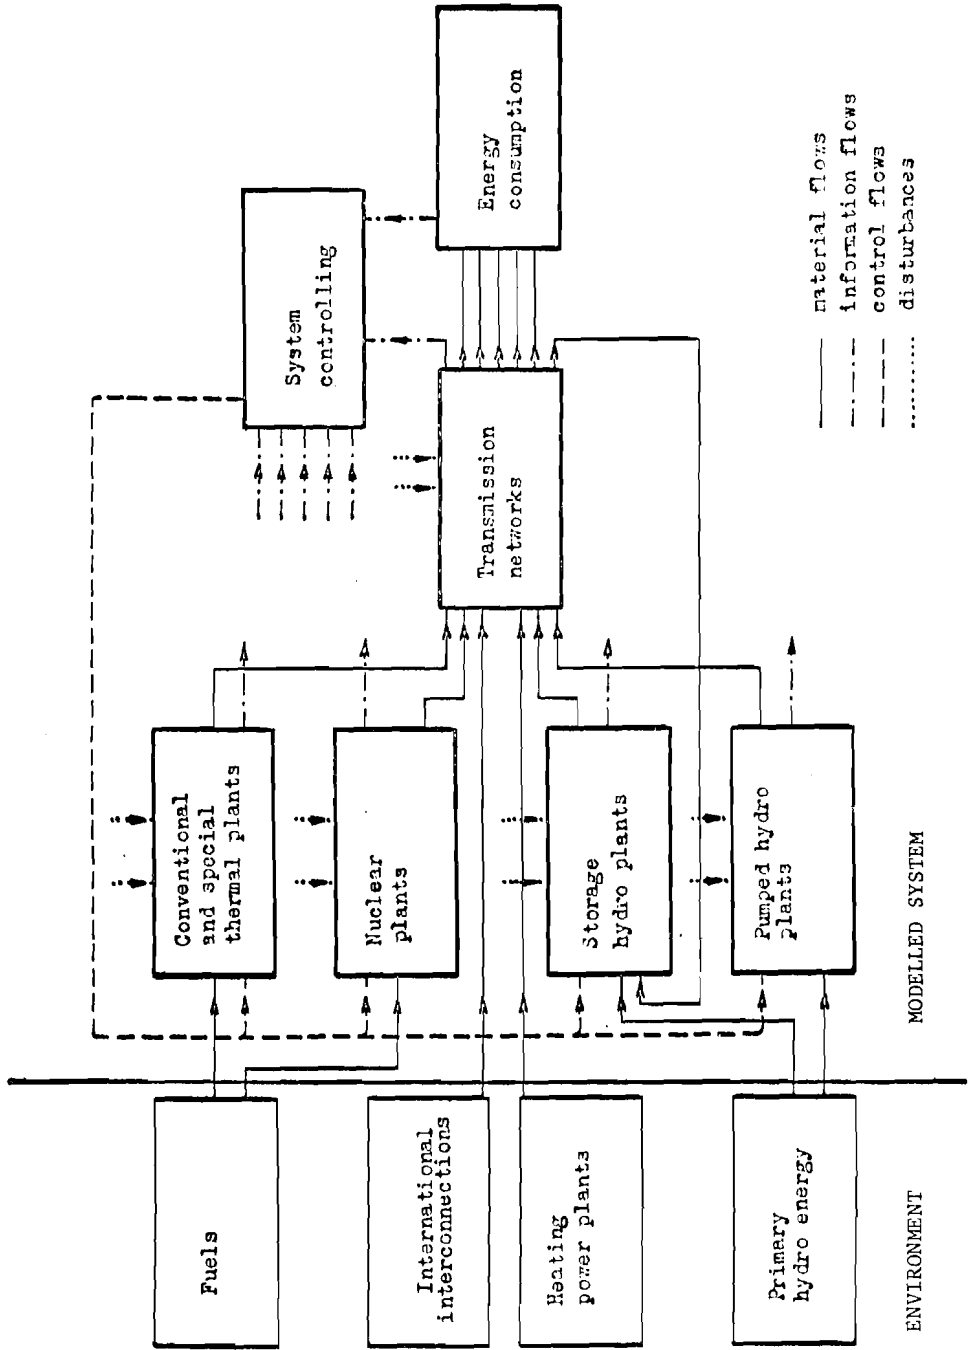 Fuels
International
interconnections
Heating
power plants
Primary
hydro energy
ENVIRONMENT
Conventional
and special
thermal plants
Nuclear
plants
Storage
hydro plants
Pumped hydro
plants
MODELLED SYSTEM
Transmission
networks
System
controlling
Energy
consumption
material flows
information flows
control flows
disturbances